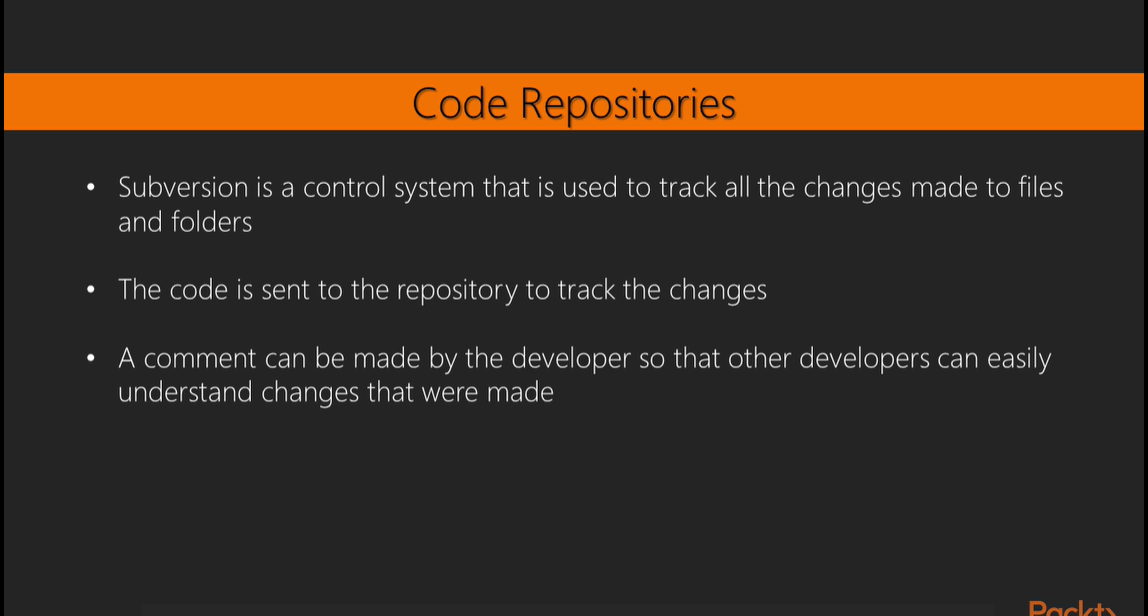 Code Repositories
• Subversion is a control system that is used to track all the changes made to files
and folders
• The code is sent to the repository to track the changes
• A comment can be made by the developer so that other developers can easily
understand changes that were made
Packt>